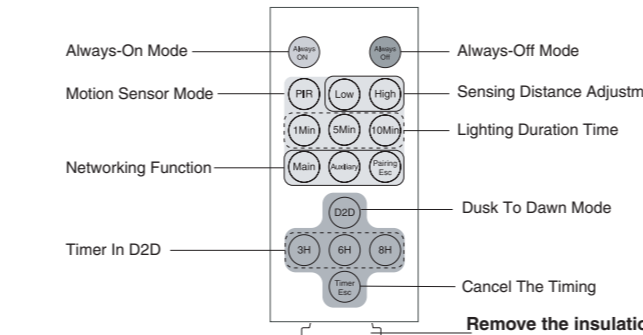 Always ON
Always Off
Always-On Mode
Always-Off Mode
Motion Sensor Mode
PIR
Low
High
Sensing Distance Adjustm
1Min
5Min
10Min
Lighting Duration Time
Networking Function
Main
Auxiliary
Pairing Esc
D2D
Dusk To Dawn Mode
Timer In D2D
3H
6H
8H
Timer Esc
Cancel The Timing
Remove the insulatio